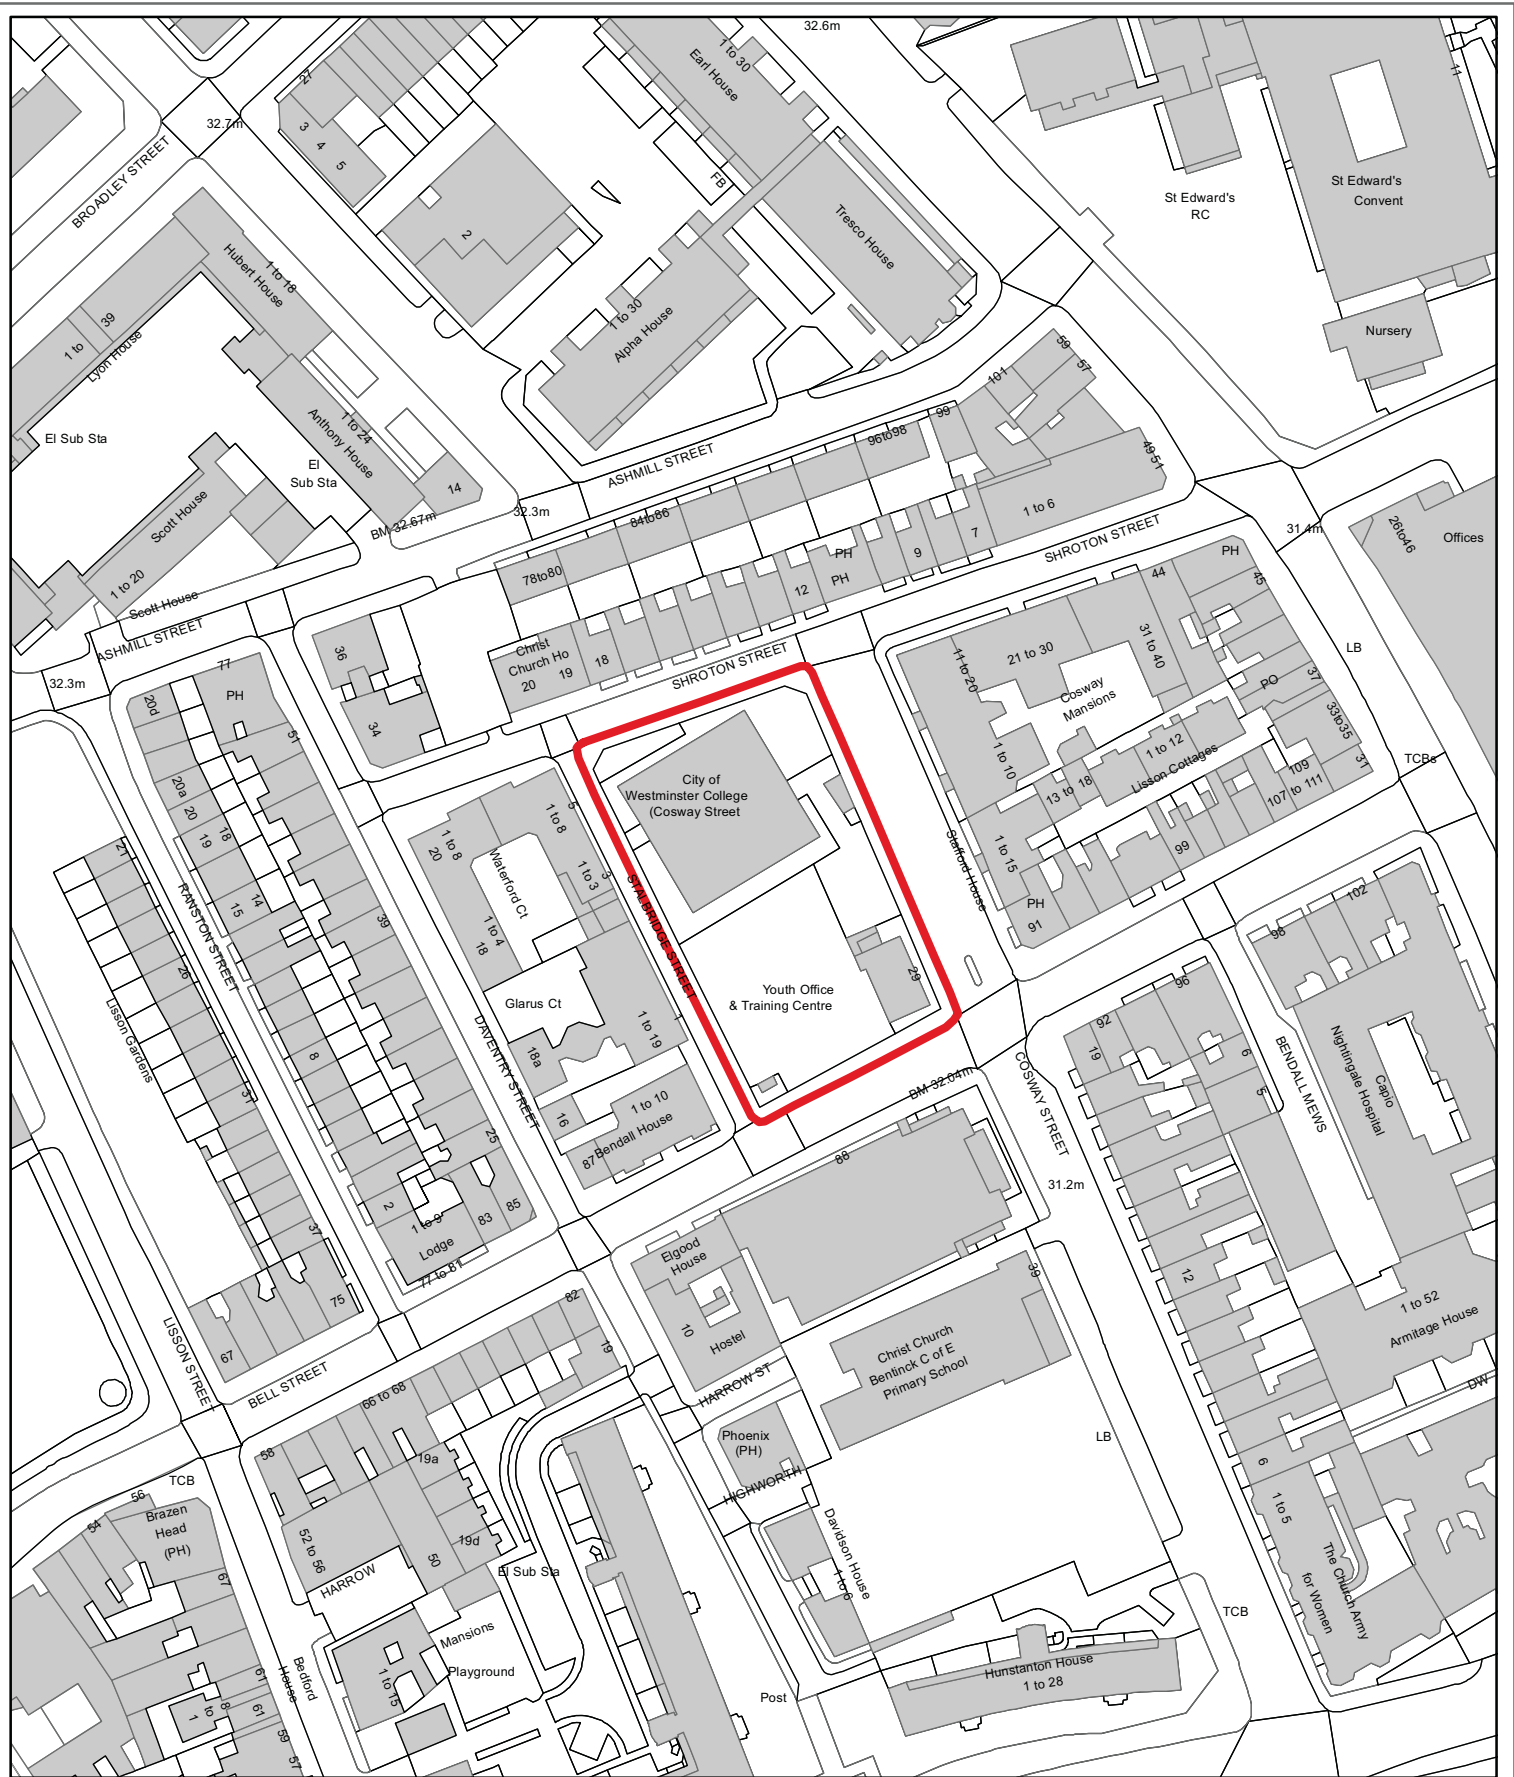 32.6m
27
1 to 30
Earl House
11
32.7m
3
4
5
BROADLEY STREET
FB
St Edward's
RC
St Edward's
Convent
2
Tresco House
1 to 18
Hubert House
39
1 to
Lyon House
1 to 30
Alpha House
Nursery
59
57
101
99
96to98
1 to 24
Anthony House
El Sub Sta
El
Sub Sta
14
49-51
ASHMILL STREET
Scott House
1 to 20
BM 32.67m
32.3m
84to86
1 to 6
7
9
PH
PH
12
SHROTON STREET
31.4m
26to46
Offices
78to80
PH
44
45
Scott House
ASHMILL STREET
36
Christ
Church Ho
20
19
18
SHROTON STREET
11 to 20
21 to 30
31 to 40
LB
32.3m
77
20d
PH
34
Cosway
Mansions
PO
37
33to35
31
TCBs
51
City of
Westminster College
(Cosway Street
1 to 10
1 to 12
Lisson Cottages
13 to 18
109
107 to 111
20a
20
19
18
5
1 to 8
1 to 8
20
Waterford Ct
3
1 to 3
Stafford House
1 to 15
99
21
RANSTON STREET
15
14
39
1 to 4
18
STALBRIDGE STREET
PH
91
102
98
26
Lisson Gardens
Glarus Ct
29
Youth Office
& Training Centre
96
92
19
6
5
8
DAVENTRY STREET
18a
1 to 19
1
31
16
1 to 10
Bendall House
87
BM 32.04m
COSWAY STREET
BENDALL MEWS
Capio
Nightingale Hospital
25
88
31.2m
2
1 to 9
Lodge
83
85
77 to 81
37
75
67
Elgood
House
10
Hostel
39
12
1 to 52
Armitage House
LISSON STREET
BELL STREET
82
19
66 to 68
HARROW ST
Christ Church
Bentinck C of E
Primary School
DW
58
19a
Phoenix
(PH)
HIGHWORTH
LB
6
TCB
56
54
Brazen
Head
(PH)
52 to 56
50
19d
El Sub Sta
Davidson House
1 to 6
1 to 5
The Church Army
for Women
67
HARROW
Mansions
Playground
1 to 15
TCB
Hunstanton House
1 to 28
Post
Bedford
House
61
61
59
57
1
to
8